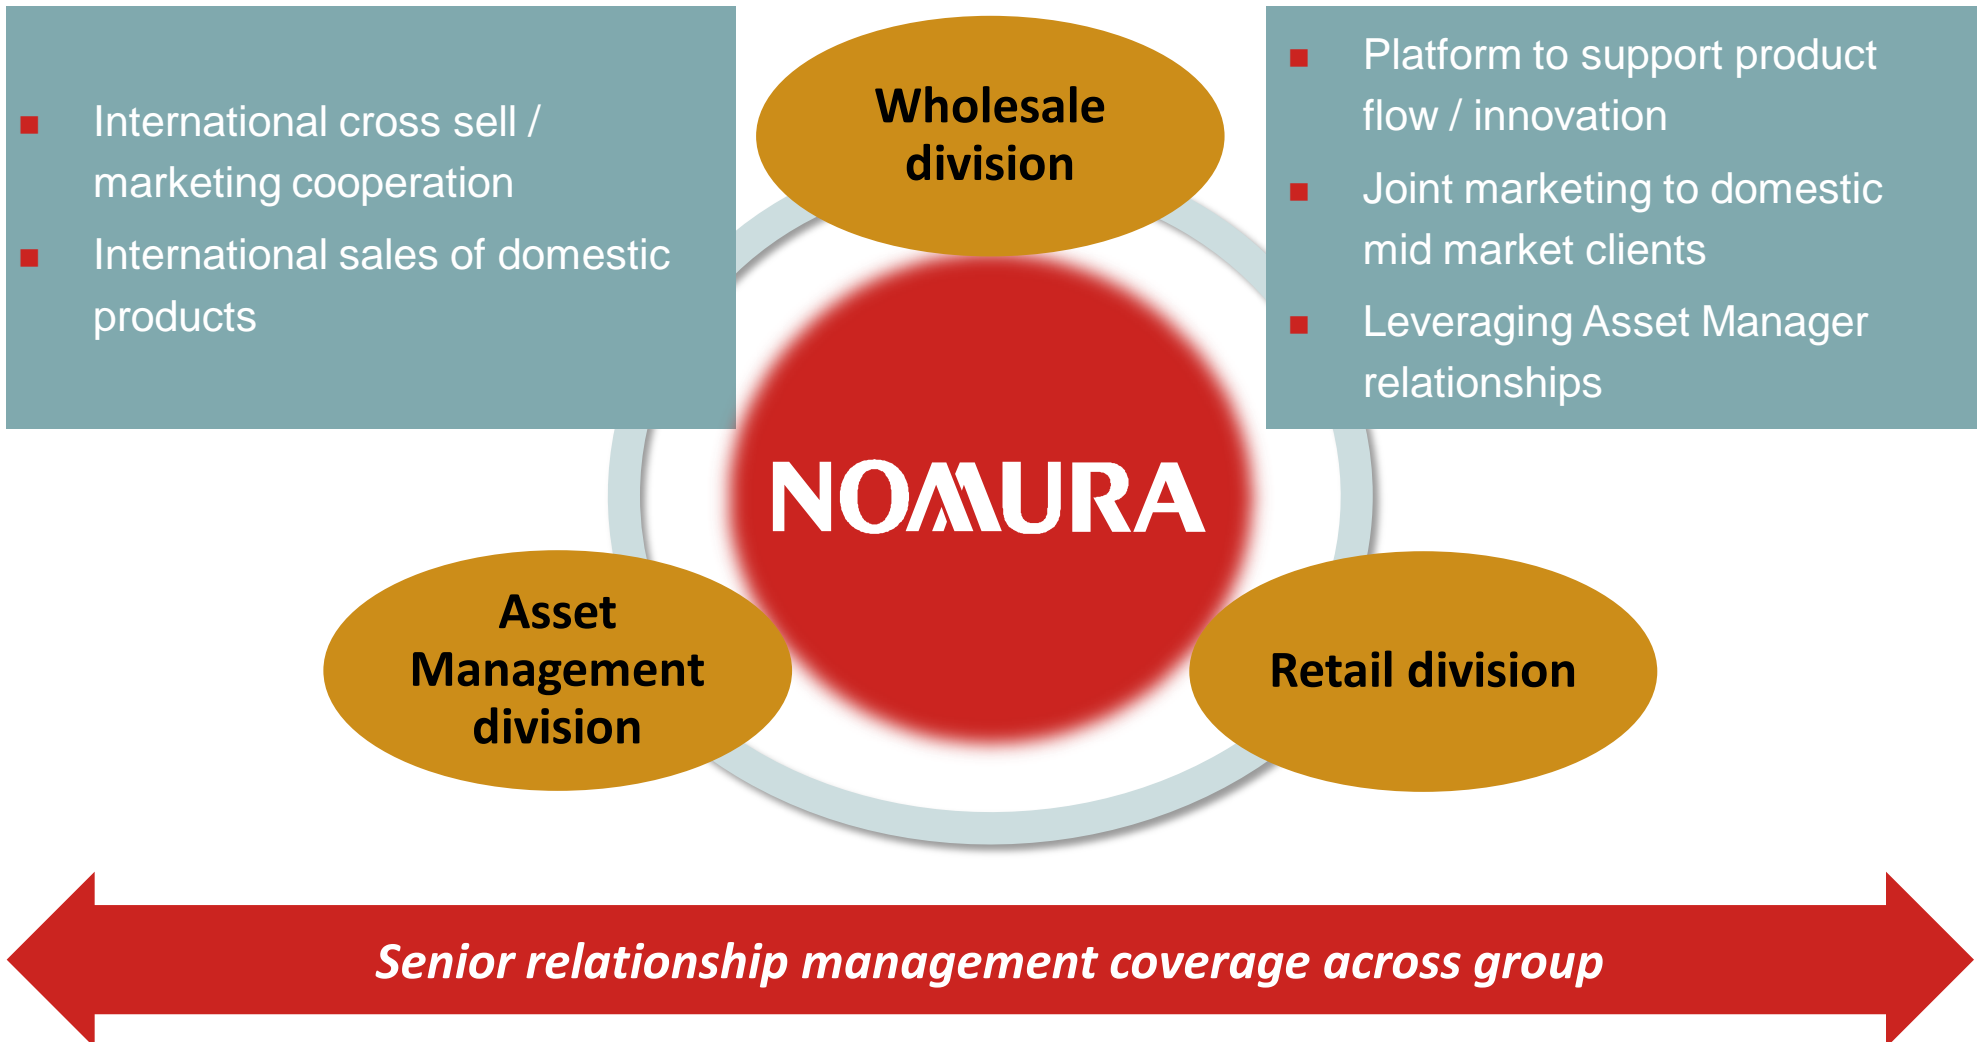 International cross sell /
marketing cooperation
International sales of domestic
products
Wholesale
division
Platform to support product
flow / innovation
Joint marketing to domestic
mid market clients
Leveraging Asset Manager
relationships
NOMURA
Asset
Management
division
Retail division
Senior relationship management coverage across group